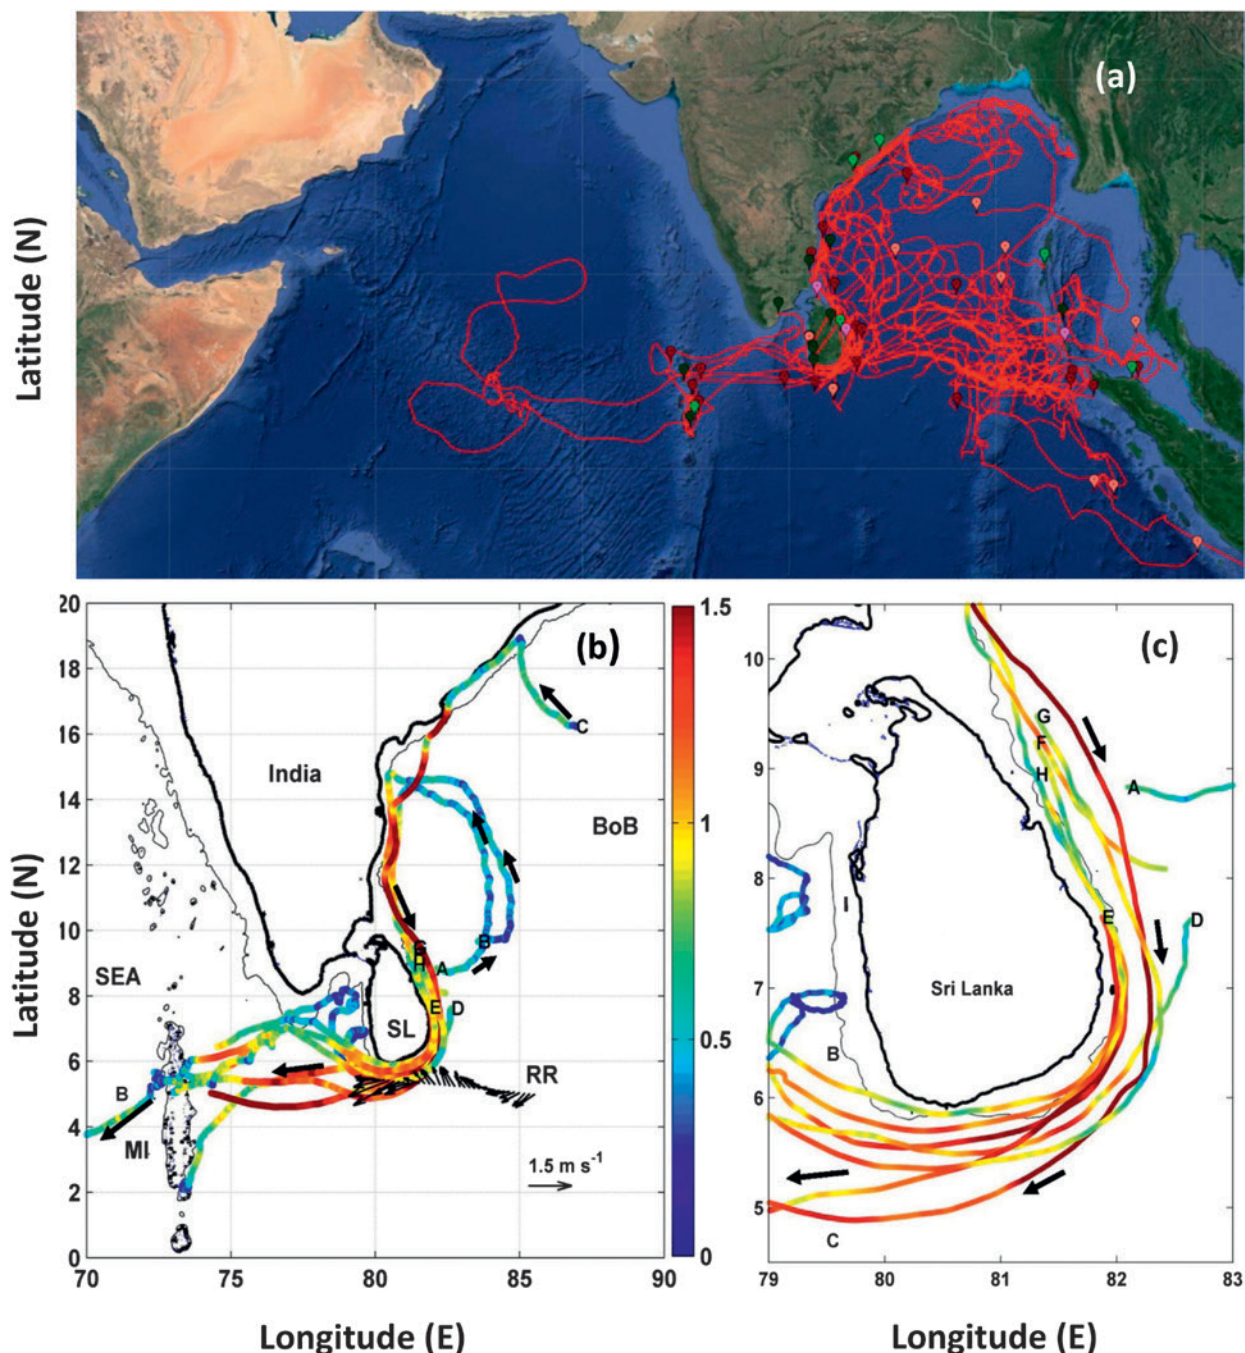 (a)
Latitude (N)
20
18
16
14
12
10
8
6
4
2
0
70
75
80
85
90
(b)
India
BoB
C
B
A
G
H
E
D
SEA
SL
RR
B
MI
1.5 m s⁻¹
Latitude (N)
Longitude (E)
1.5
1
0.5
0
10
9
8
7
6
5
79
80
81
82
83
(c)
G
F
H
A
I
E
D
Sri Lanka
B
C
Longitude (E)